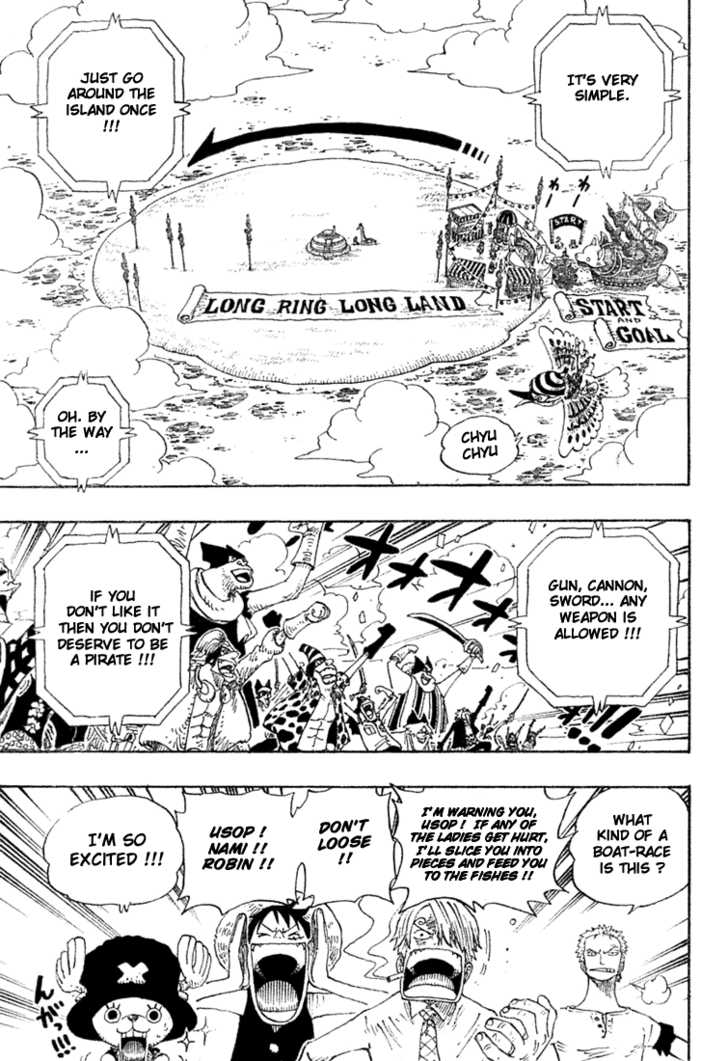 IT'S VERY
SIMPLE.
JUST GO
AROUND THE
ISLAND ONCE
!!!
わ
わ
START
LONG RING LONG LAND
START
AND
GOAL
CHYU
CHYU
OH. BY
THE WAY
...
GUN, CANNON,
SWORD... ANY
WEAPON IS
ALLOWED !!!
IF YOU
DON'T LIKE IT
THEN YOU DON'T
DESERVE TO BE
A PIRATE !!!
WHAT
KIND OF A
BOAT-RACE
IS THIS ?
I'M WARNING YOU,
USOP ! IF ANY OF
THE LADIES GET HURT,
I'LL SLICE YOU INTO
PIECES AND FEED YOU
TO THE FISHES !!
DON'T
LOOSE
!!
USOP !
NAMI !!
ROBIN !!
I'M SO
EXCITED !!!